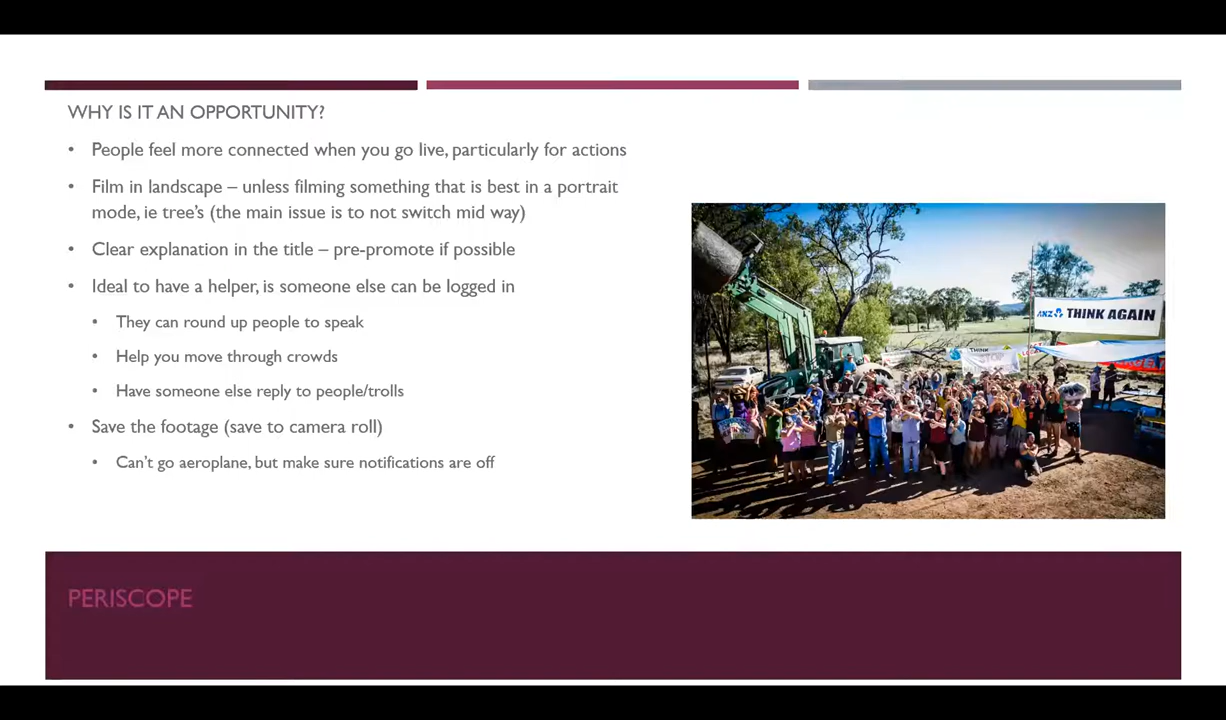 WHY IS IT AN OPPORTUNITY?
• People feel more connected when you go live, particularly for actions
• Film in landscape – unless filming something that is best in a portrait
mode, ie tree's (the main issue is to not switch mid way)
• Clear explanation in the title – pre-promote if possible
• Ideal to have a helper, is someone else can be logged in
• They can round up people to speak
• Help you move through crowds
• Have someone else reply to people/trolls
• Save the footage (save to camera roll)
• Can't go aeroplane, but make sure notifications are off
ANZ THINK AGAIN
THINK
STOP
PERISCOPE